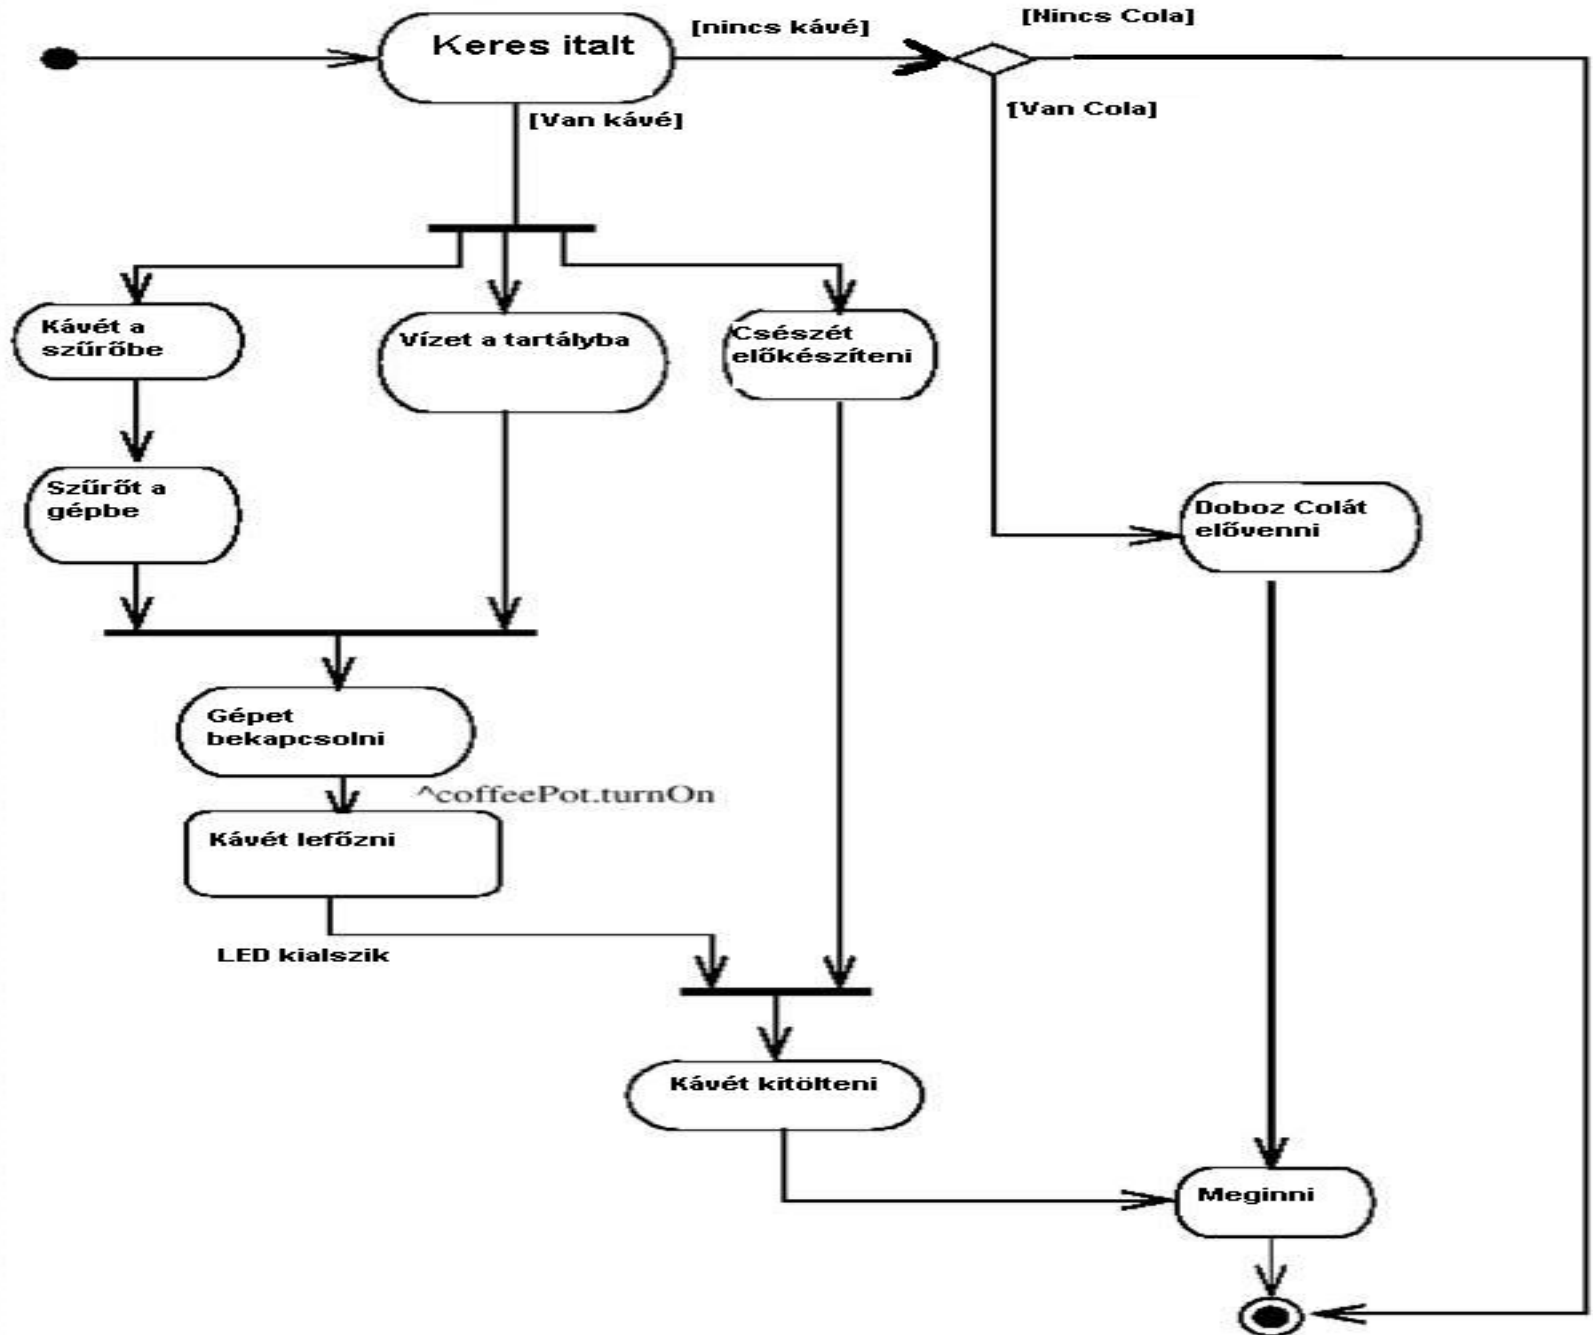 [Nincs Cola]
[nincs kávé]
Keres italt
[Van Cola]
[Van kávé]
Kávét a
szűrőbe
Vízet a tartályba
Csészét
előkészíteni
Szűrőt a
gépbe
Doboz Colát
elővenni
Gépet
bekapcsolni
^coffeePot.turnOn
Kávét lefőzni
LED kialszik
Kávét kitölteni
Meginni